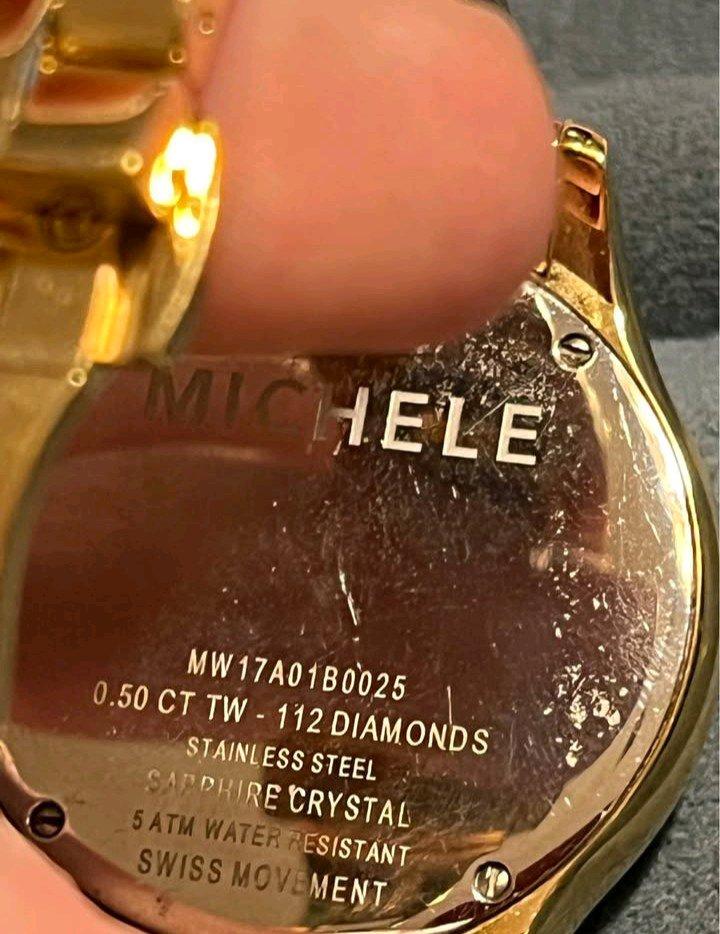 MICHELE
MW17A01B0025
0.50 CT TW - 112 DIAMONDS
STAINLESS STEEL
SAPPHIRE CRYSTAL
5 ATM WATER RESISTANT
SWISS MOVEMENT